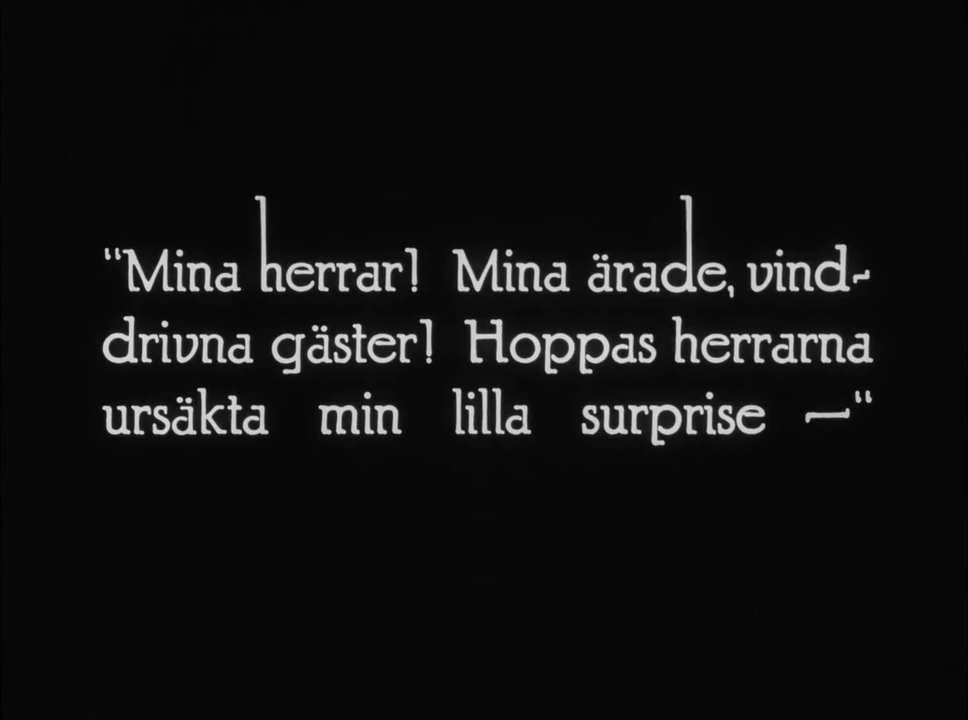 "Mina herrar! Mina ärade, vind-
drivna gäster! Hoppas herrarna
ursäkta min lilla surprise —"